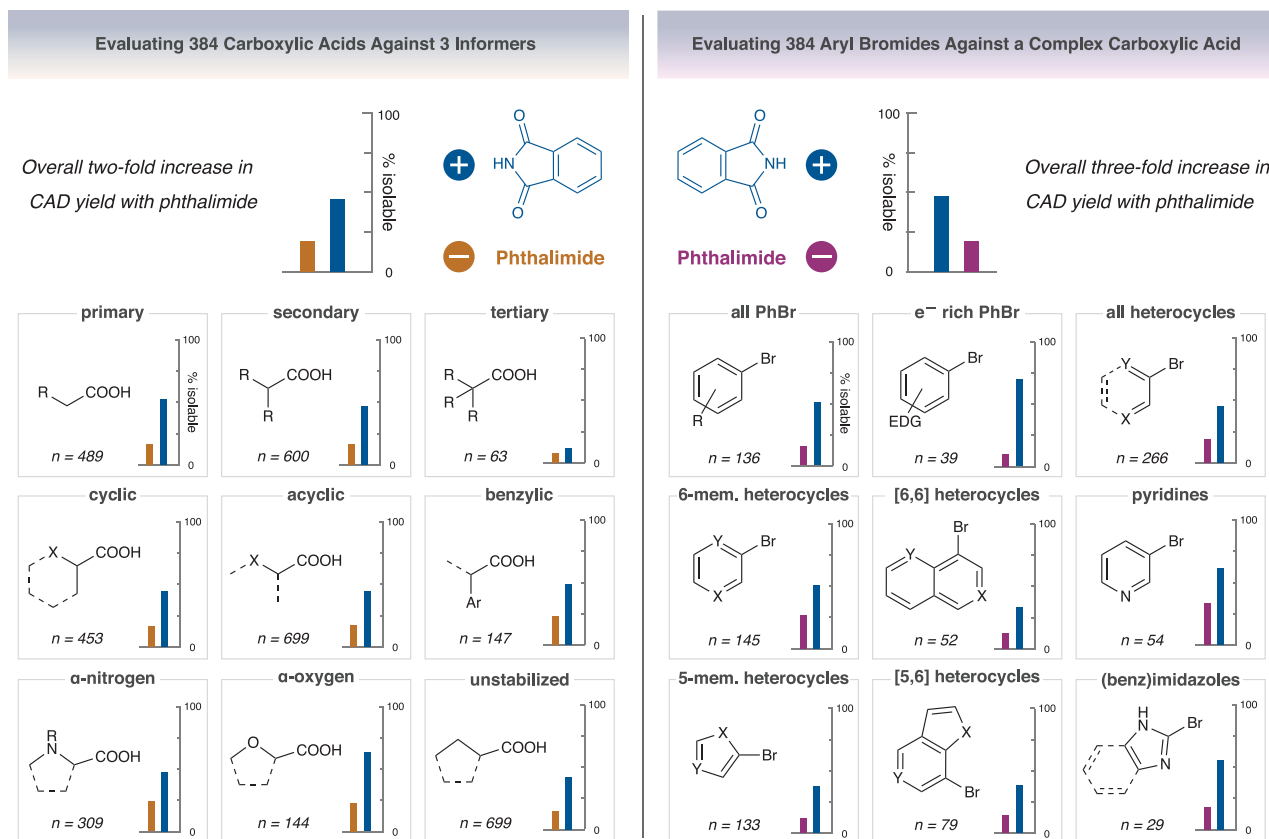 Evaluating 384 Carboxylic Acids Against 3 Informers
Overall two-fold increase in
CAD yield with phthalimide
100
% isolable
0
+
HN
O
O
−
Phthalimide
primary
R
COOH
n = 489
100
% isolable
0
secondary
R
COOH
R
n = 600
100
0
tertiary
R
COOH
R
R
n = 63
100
0
cyclic
X
COOH
n = 453
100
0
acyclic
X
COOH
n = 699
100
0
benzylic
COOH
Ar
n = 147
100
0
α-nitrogen
R
N
COOH
n = 309
100
0
α-oxygen
O
COOH
n = 144
100
0
unstabilized
COOH
n = 699
100
0
Evaluating 384 Aryl Bromides Against a Complex Carboxylic Acid
O
NH
O
+
Phthalimide
−
100
% isolable
0
Overall three-fold increase in
CAD yield with phthalimide
all PhBr
Br
R
n = 136
100
% isolable
0
e− rich PhBr
Br
EDG
n = 39
100
0
all heterocycles
Y
Br
X
n = 266
100
0
6-mem. heterocycles
Y
Br
X
n = 145
100
0
[6,6] heterocycles
Br
Y
X
n = 52
100
0
pyridines
Br
N
n = 54
100
0
5-mem. heterocycles
X
Br
Y
n = 133
100
0
[5,6] heterocycles
X
Y
Br
n = 79
100
0
(benz)imidazoles
H
N
Br
N
n = 29
100
0